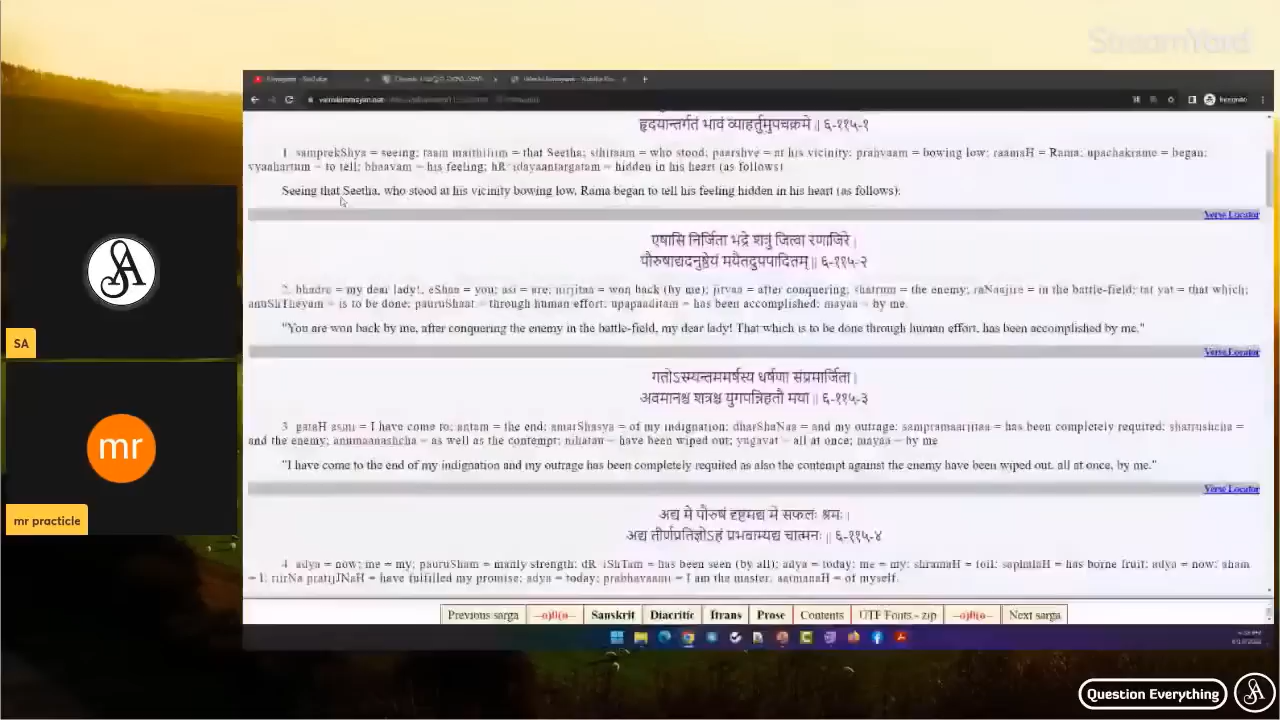 StreamYard
Ramayan - YouTube
valmikiramayan.net
Incognito
हृदयान्तर्गतं भावं व्याहर्तुमुपचक्रमे || ६-११५-१
1 samprekShya = seeing; raam maithilim = that Seetha; sthitaam = who stood; paarshve = at his vicinity; prahvaam = bowing low; raamaH = Rama; upachakrame = began;
vyaahartum = to tell; bhaavam = his feeling; hR^idayaantargatam = hidden in his heart (as follows)
Seeing that Seetha, who stood at his vicinity bowing low, Rama began to tell his feeling hidden in his heart (as follows):
Verse Locator
एषासि निर्जिता भद्रे शत्रुं जित्वा रणाजिरे |
पौरुषाद्यदनुष्ठेयं मयैतदुपपादितम् || ६-११५-२
2. bhadre = my dear lady!, eShaa = you; asi = are; nirjitaa = won back (by me); jitvaa = after conquering; shatrum = the enemy; raNaajire = in the battle-field; tat yat = that which;
anuShTheyam = is to be done; pauruShaat = through human effort; upapaaditam = has been accomplished; mayaa = by me.
"You are won back by me, after conquering the enemy in the battle-field, my dear lady! That which is to be done through human effort, has been accomplished by me."
Verse Locator
गतोऽस्म्यन्तममर्षस्य धर्षणा संप्रमार्जिता |
अवमानश्च शत्रश्च युगपन्निहतौ मया || ६-११५-३
3 gataH asmi = I have come to; antam = the end; amarShasya = of my indignation; dharShaNaa = and my outrage; sampramaarjitaa = has been completely required; shatrushcha =
and the enemy; avamaanashcha = as well as the contempt; nihatau = have been wiped out; yugavat = all at once; mayaa = by me
"I have come to the end of my indignation and my outrage has been completely required as also the contempt against the enemy have been wiped out, all at once, by me."
Verse Locator
अद्य मे पौरुषं दृष्टमद्य मे सफलः श्रमः |
अद्य तीर्णप्रतिज्ञोऽहं प्रभवाम्यद्य चात्मनः || ६-११५-४
4 adya = now; me = my; pauruSham = manly strength; dR^iShTam = has been seen (by all); adya = today; me = my; shramaH = toil; saphalaH = has borne fruit; adya = now; aham
= I; tiirNa pratijJNaH = have fulfilled my promise; adya = today; prabhavaami = I am the master; aatmanaH = of myself.
Previous sarga
Sanskrit
Diacritic
Itrans
Prose
Contents
UTF Fonts - zip
Next sarga
SA
mr
mr practicle
Question Everything